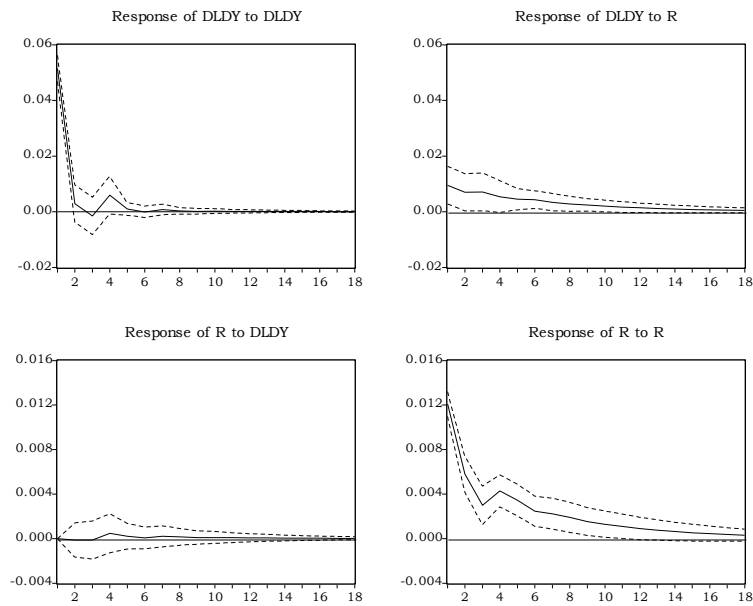 Response of DLDY to DLDY
0.06
0.04
0.02
0.00
-0.02
2 4 6 8 10 12 14 16 18
Response of DLDY to R
0.06
0.04
0.02
0.00
-0.02
2 4 6 8 10 12 14 16 18
Response of R to DLDY
0.016
0.012
0.008
0.004
0.000
-0.004
2 4 6 8 10 12 14 16 18
Response of R to R
0.016
0.012
0.008
0.004
0.000
-0.004
2 4 6 8 10 12 14 16 18